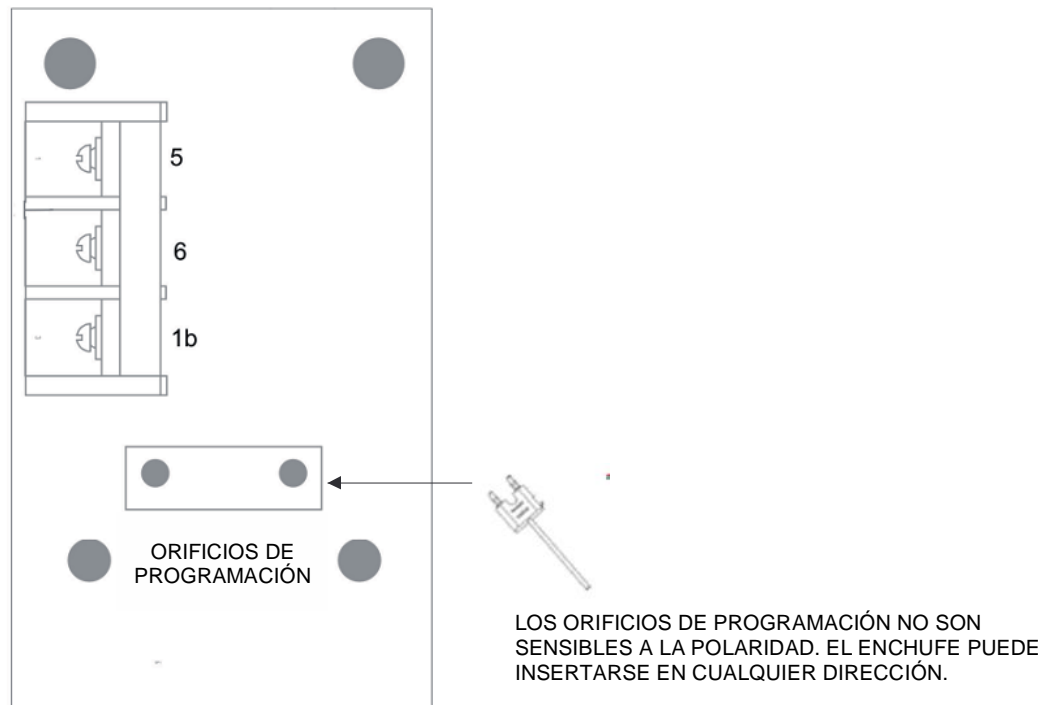 5
6
1b
ORIFICIOS DE
PROGRAMACIÓN
LOS ORIFICIOS DE PROGRAMACIÓN NO SON
SENSIBLES A LA POLARIDAD. EL ENCHUFE PUEDE
INSERTARSE EN CUALQUIER DIRECCIÓN.